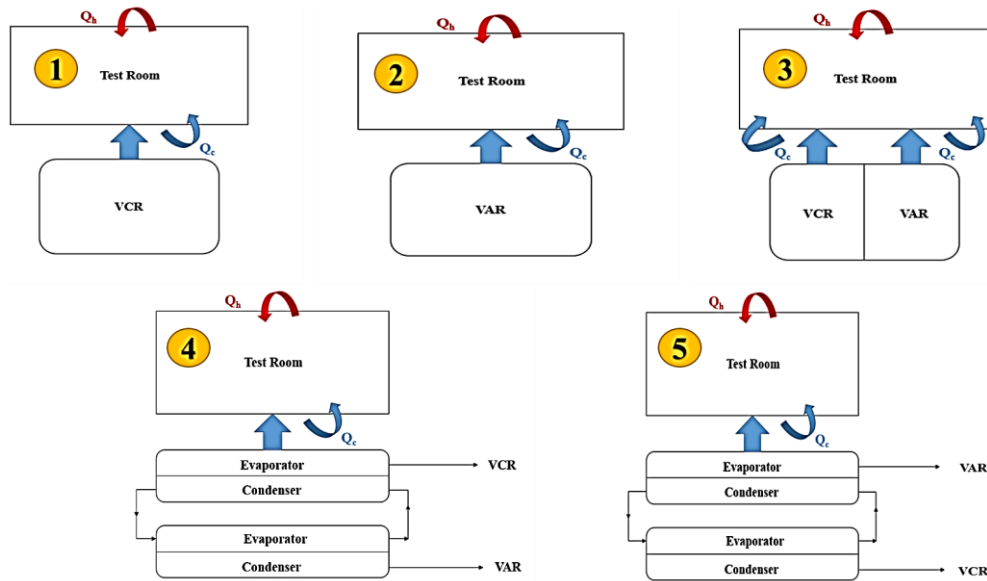 Qh
1
Test Room
Qc
VCR
Qh
2
Test Room
Qc
VAR
Qh
3
Test Room
Qc
Qc
VCR
VAR
Qh
4
Test Room
Qc
Evaporator
VCR
Condenser
Evaporator
Condenser
VAR
Qh
5
Test Room
Qc
Evaporator
VAR
Condenser
Evaporator
Condenser
VCR